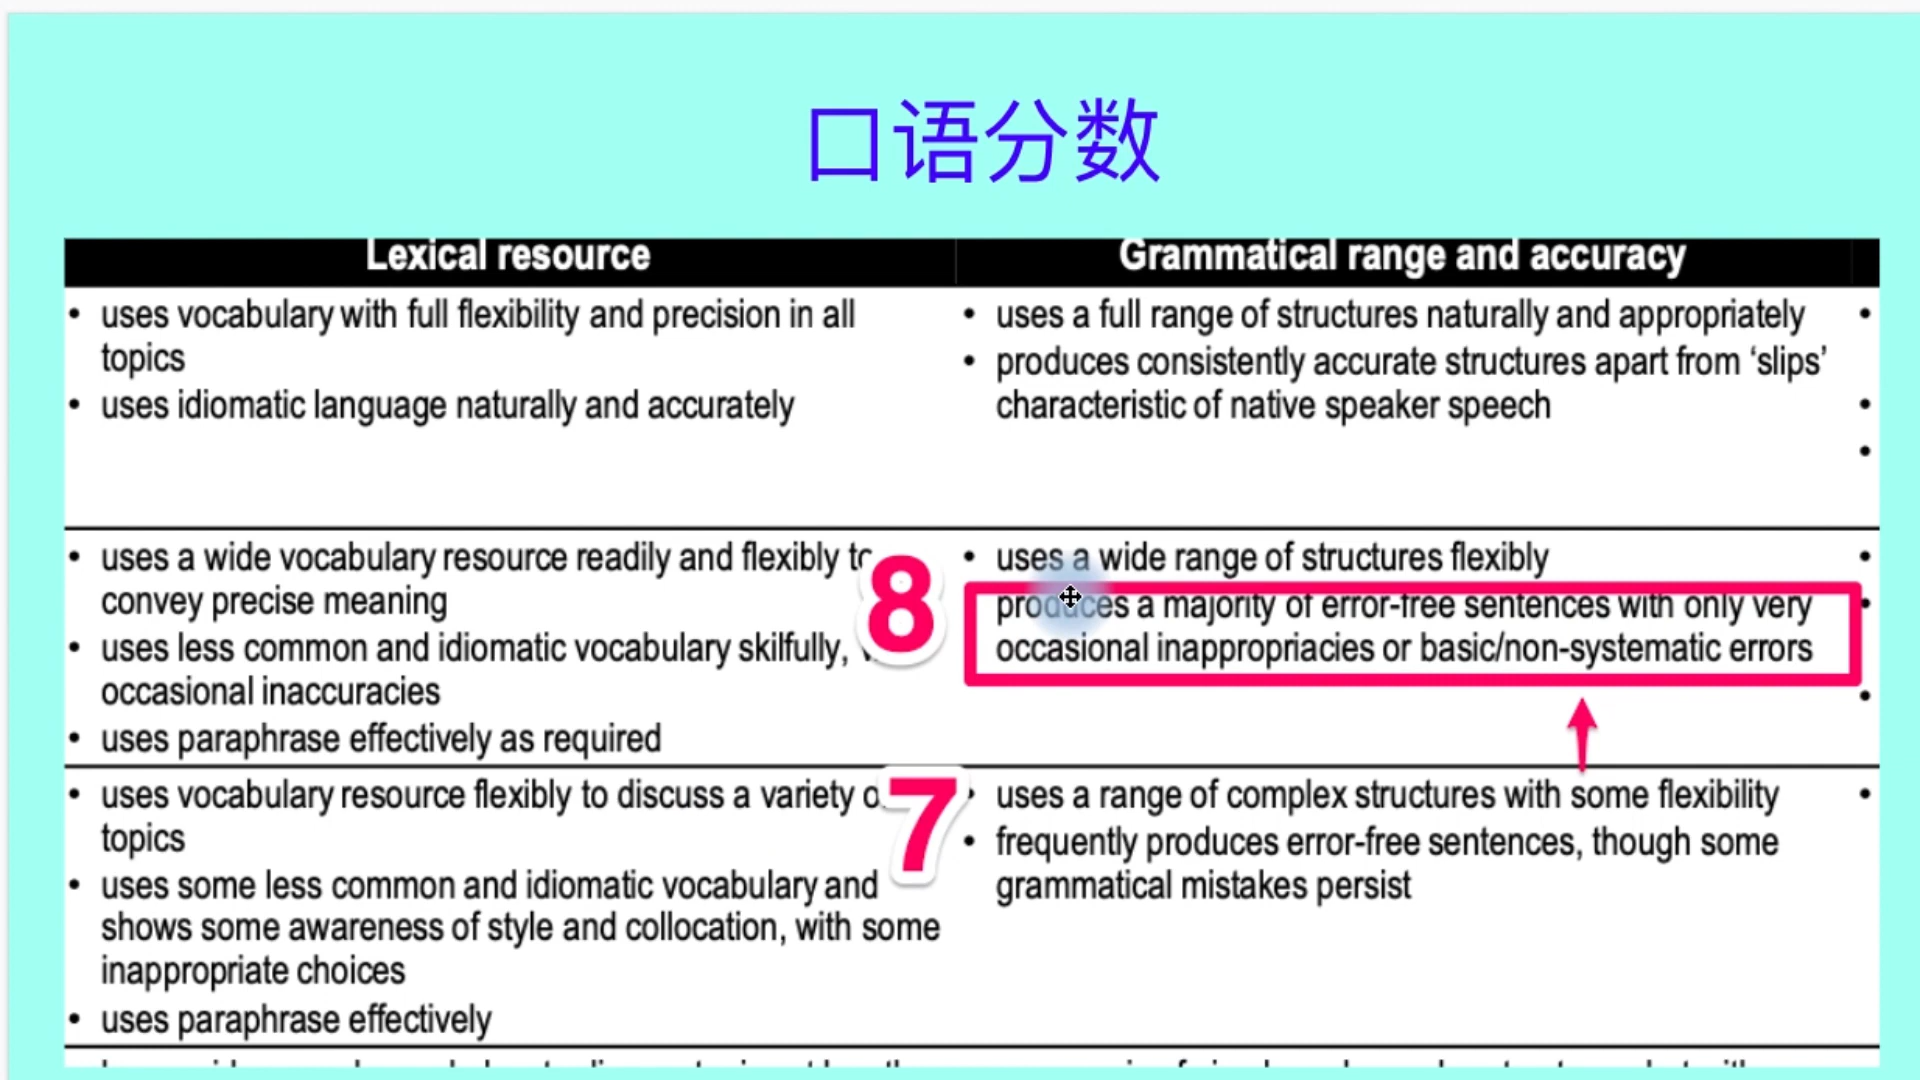 口语分数
Lexical resource
Grammatical range and accuracy
• uses vocabulary with full flexibility and precision in all
topics
• uses idiomatic language naturally and accurately
• uses a full range of structures naturally and appropriately
• produces consistently accurate structures apart from ‘slips’
characteristic of native speaker speech
8
• uses a wide vocabulary resource readily and flexibly to
convey precise meaning
• uses less common and idiomatic vocabulary skilfully,
occasional inaccuracies
• uses paraphrase effectively as required
• uses a wide range of structures flexibly
produces a majority of error-free sentences with only very
occasional inappropriacies or basic/non-systematic errors
7
• uses vocabulary resource flexibly to discuss a variety
topics
• uses some less common and idiomatic vocabulary and
shows some awareness of style and collocation, with some
inappropriate choices
• uses paraphrase effectively
• uses a range of complex structures with some flexibility
• frequently produces error-free sentences, though some
grammatical mistakes persist